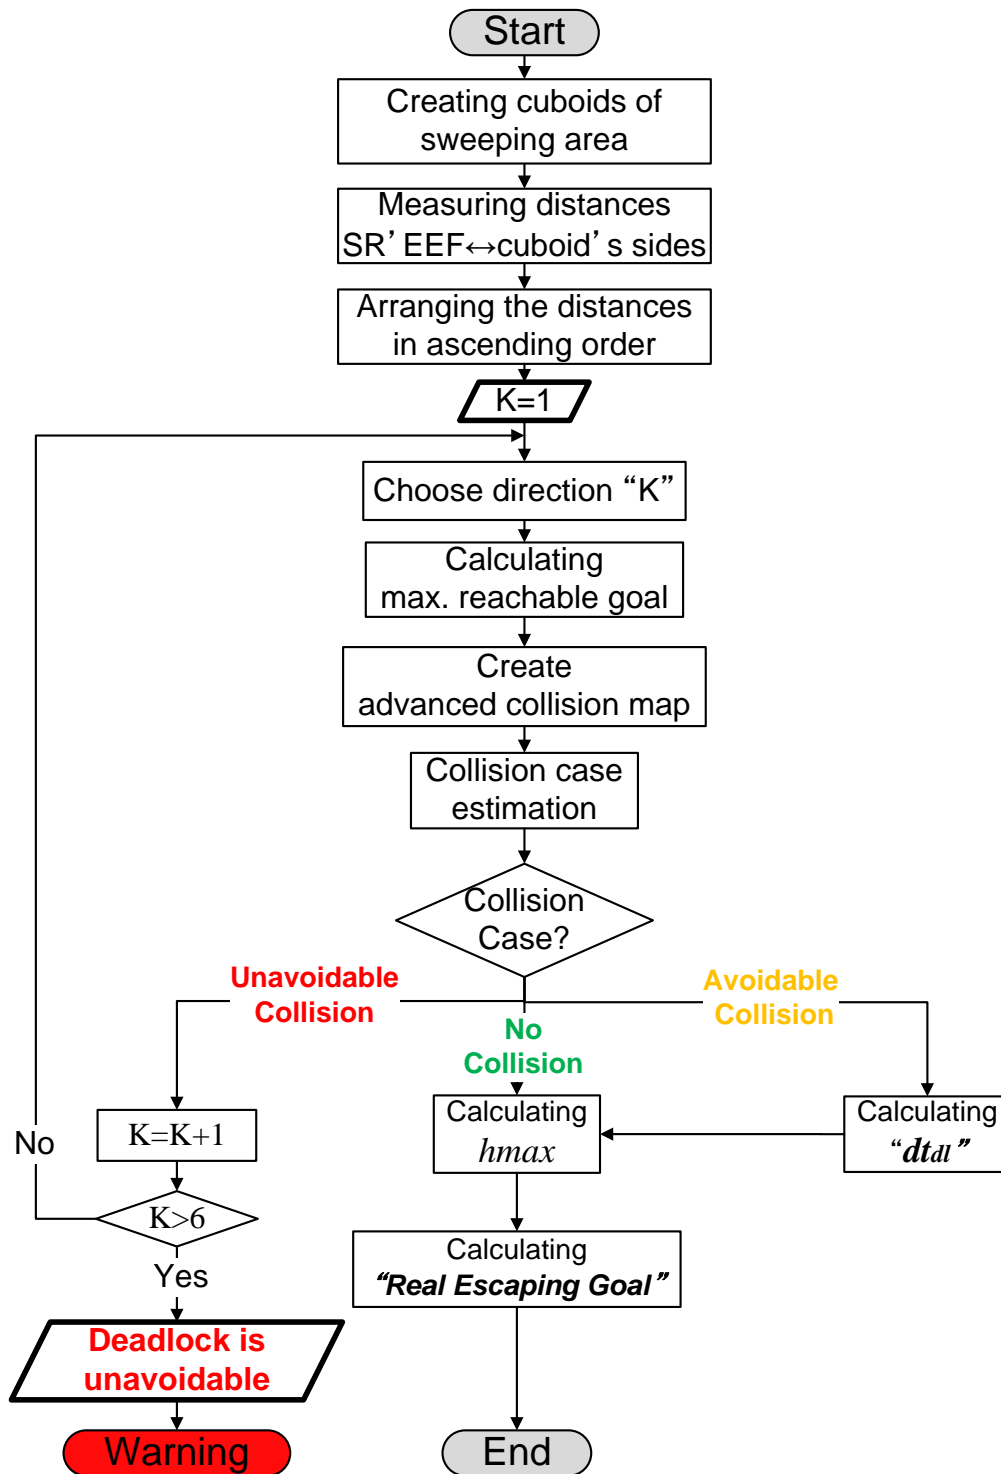 Start
Creating cuboids of
sweeping area
Measuring distances
SR’ EEF↔cuboid’ s sides
Arranging the distances
in ascending order
K=1
Choose direction “K”
Calculating
max. reachable goal
Create
advanced collision map
Collision case
estimation
Collision
Case?
Unavoidable
Collision
No
Collision
Avoidable
Collision
K=K+1
Calculating
hmax
Calculating
“dtdl”
No
K>6
Yes
Calculating
“Real Escaping Goal”
Deadlock is
unavoidable
Warning
End